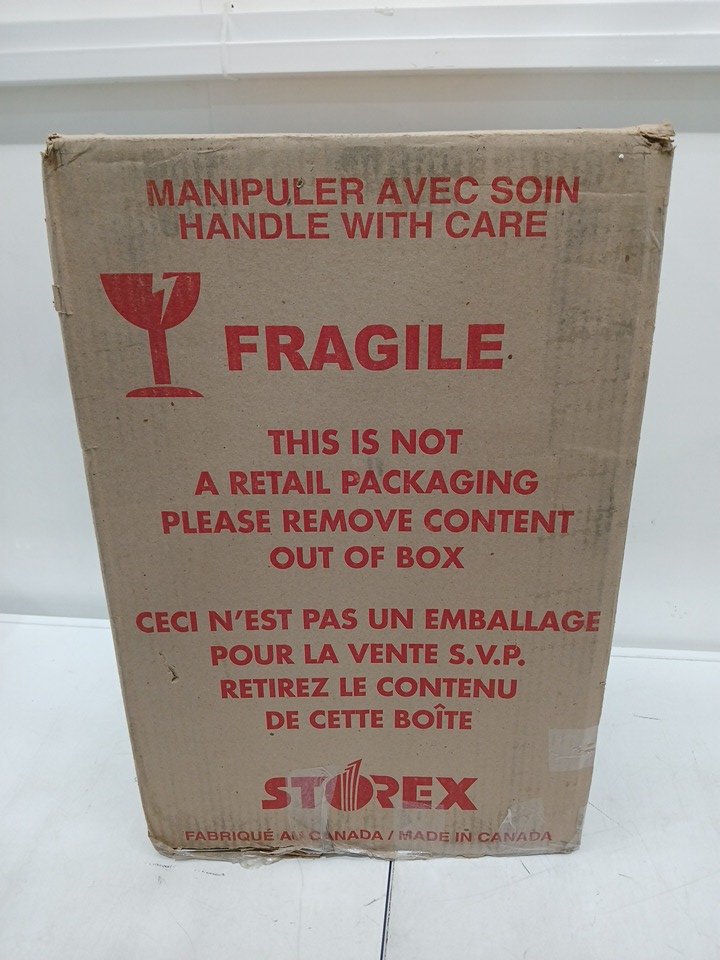 MANIPULER AVEC SOIN
HANDLE WITH CARE
FRAGILE
THIS IS NOT
A RETAIL PACKAGING
PLEASE REMOVE CONTENT
OUT OF BOX
CECI N'EST PAS UN EMBALLAGE
POUR LA VENTE S.V.P.
RETIREZ LE CONTENU
DE CETTE BOÎTE
STOREX
FABRIQUÉ AU CANADA / MADE IN CANADA